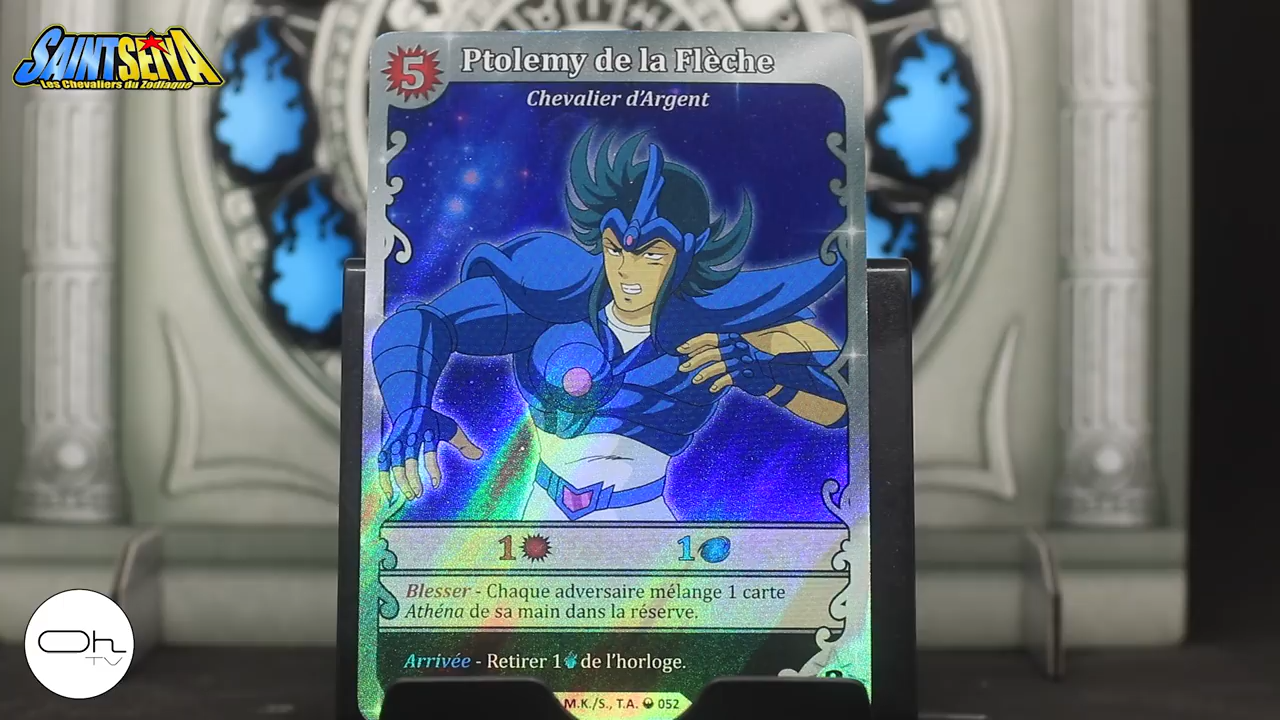 SAINT SEIYA
Les Chevaliers du Zodiaque
5
Ptolemy de la Flèche
Chevalier d'Argent
1 1
Blesser - Chaque adversaire mélange 1 carte
Athéna de sa main dans la réserve.
Arrivée - Retirer 1 de l'horloge.
M.K./S., T.A. 052
Oh
TV